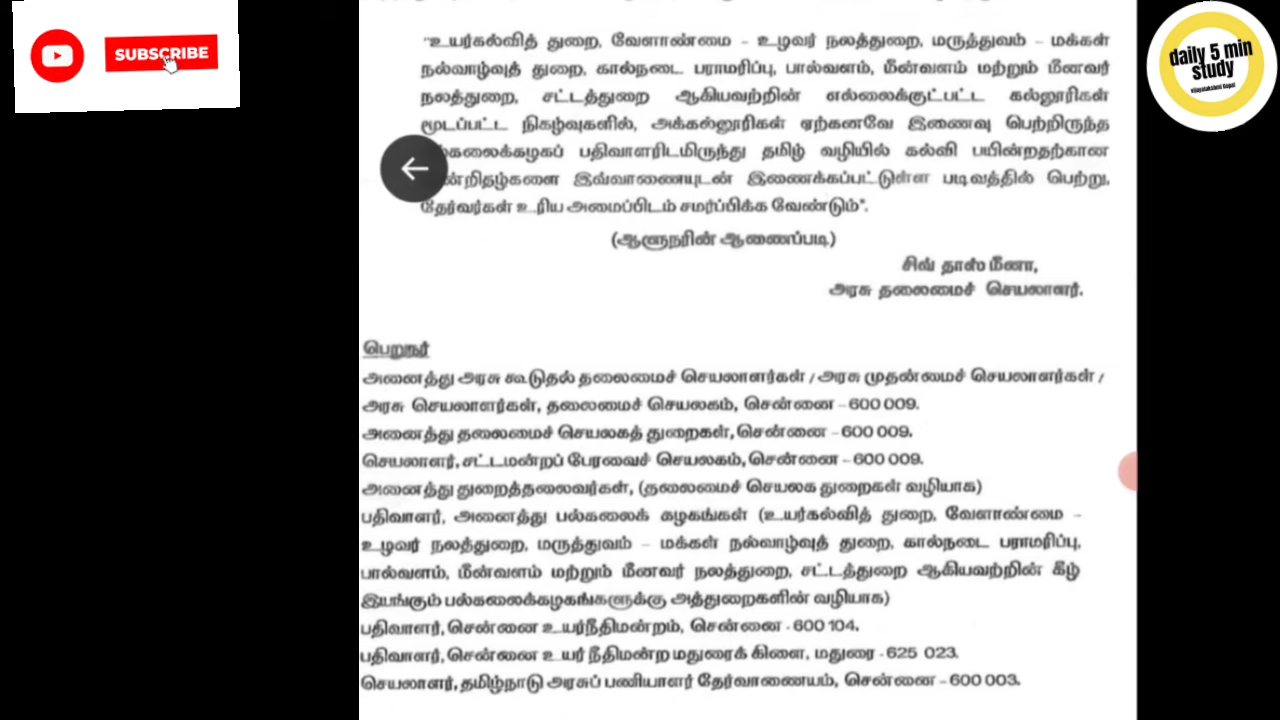 SUBSCRIBE
daily 5 min
study
Vijayalakshmi Gopal
"உயர்கல்வித் துறை, வேளாண்மை - உழவர் நலத்துறை, மருத்துவம் - மக்கள்
நல்வாழ்வுத் துறை, கால்நடை பராமரிப்பு, பால்வளம், மீன்வளம் மற்றும் மீனவர்
நலத்துறை, சட்டத்துறை ஆகியவற்றின் எல்லைக்குட்பட்ட கல்லூரிகள்
மூடப்பட்ட நிகழ்வுகளில், அக்கல்லூரிகள் ஏற்கனவே இணைவு பெற்றிருந்த
பதிவாளரிடமிருந்து தமிழ் வழியில் கல்வி பயின்றதற்கான
இவ்வாணையுடன் இணைக்கப்பட்டுள்ள படிவத்தில் பெற்று,
தேர்வர்கள் உரிய அமைப்பிடம் சமர்ப்பிக்க வேண்டும்".
(ஆளுநரின் ஆணைப்படி)
சிவ் தாஸ் மீனா,
அரசு தலைமைச் செயலாளர்.
பெறுநர்
அனைத்து அரசு கூடுதல் தலைமைச் செயலாளர்கள் / அரசு முதன்மைச் செயலாளர்கள் /
அரசு செயலாளர்கள், தலைமைச் செயலகம், சென்னை - 600 009.
அனைத்து தலைமைச் செயலகத் துறைகள், சென்னை - 600 009.
செயலாளர், சட்டமன்றப் பேரவைச் செயலகம், சென்னை - 600 009.
அனைத்து துறைத்தலைவர்கள், (தலைமைச் செயலக துறைகள் வழியாக)
பதிவாளர், அனைத்து பல்கலைக் கழகங்கள் (உயர்கல்வித் துறை, வேளாண்மை -
உழவர் நலத்துறை, மருத்துவம் - மக்கள் நல்வாழ்வுத் துறை, கால்நடை பராமரிப்பு,
பால்வளம், மீன்வளம் மற்றும் மீனவர் நலத்துறை, சட்டத்துறை ஆகியவற்றின் கீழ்
இயங்கும் பல்கலைக்கழகங்களுக்கு அத்துறைகளின் வழியாக)
பதிவாளர், சென்னை உயர்நீதிமன்றம், சென்னை - 600 104.
பதிவாளர், சென்னை உயர் நீதிமன்ற மதுரைக் கிளை, மதுரை - 625 023.
செயலாளர், தமிழ்நாடு அரசுப் பணியாளர் தேர்வாணையம், சென்னை - 600 003.